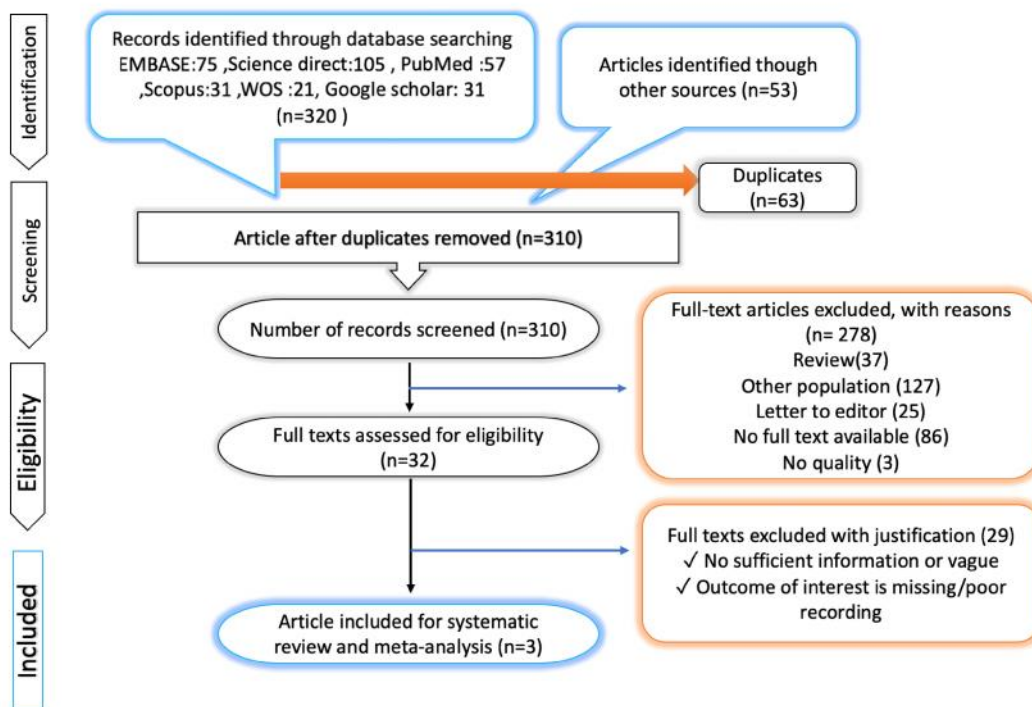 Identification
Records identified through database searching
EMBASE:75 ,Science direct:105 , PubMed :57
,Scopus:31 ,WOS :21, Google scholar: 31
(n=320 )
Articles identified though
other sources (n=53)
Duplicates
(n=63)
Screening
Article after duplicates removed (n=310)
Number of records screened (n=310)
Full-text articles excluded, with reasons
(n= 278)
Review(37)
Other population (127)
Letter to editor (25)
No full text available (86)
No quality (3)
Eligibility
Full texts assessed for eligibility
(n=32)
Full texts excluded with justification (29)
✓ No sufficient information or vague
✓ Outcome of interest is missing/poor
recording
Included
Article included for systematic
review and meta-analysis (n=3)